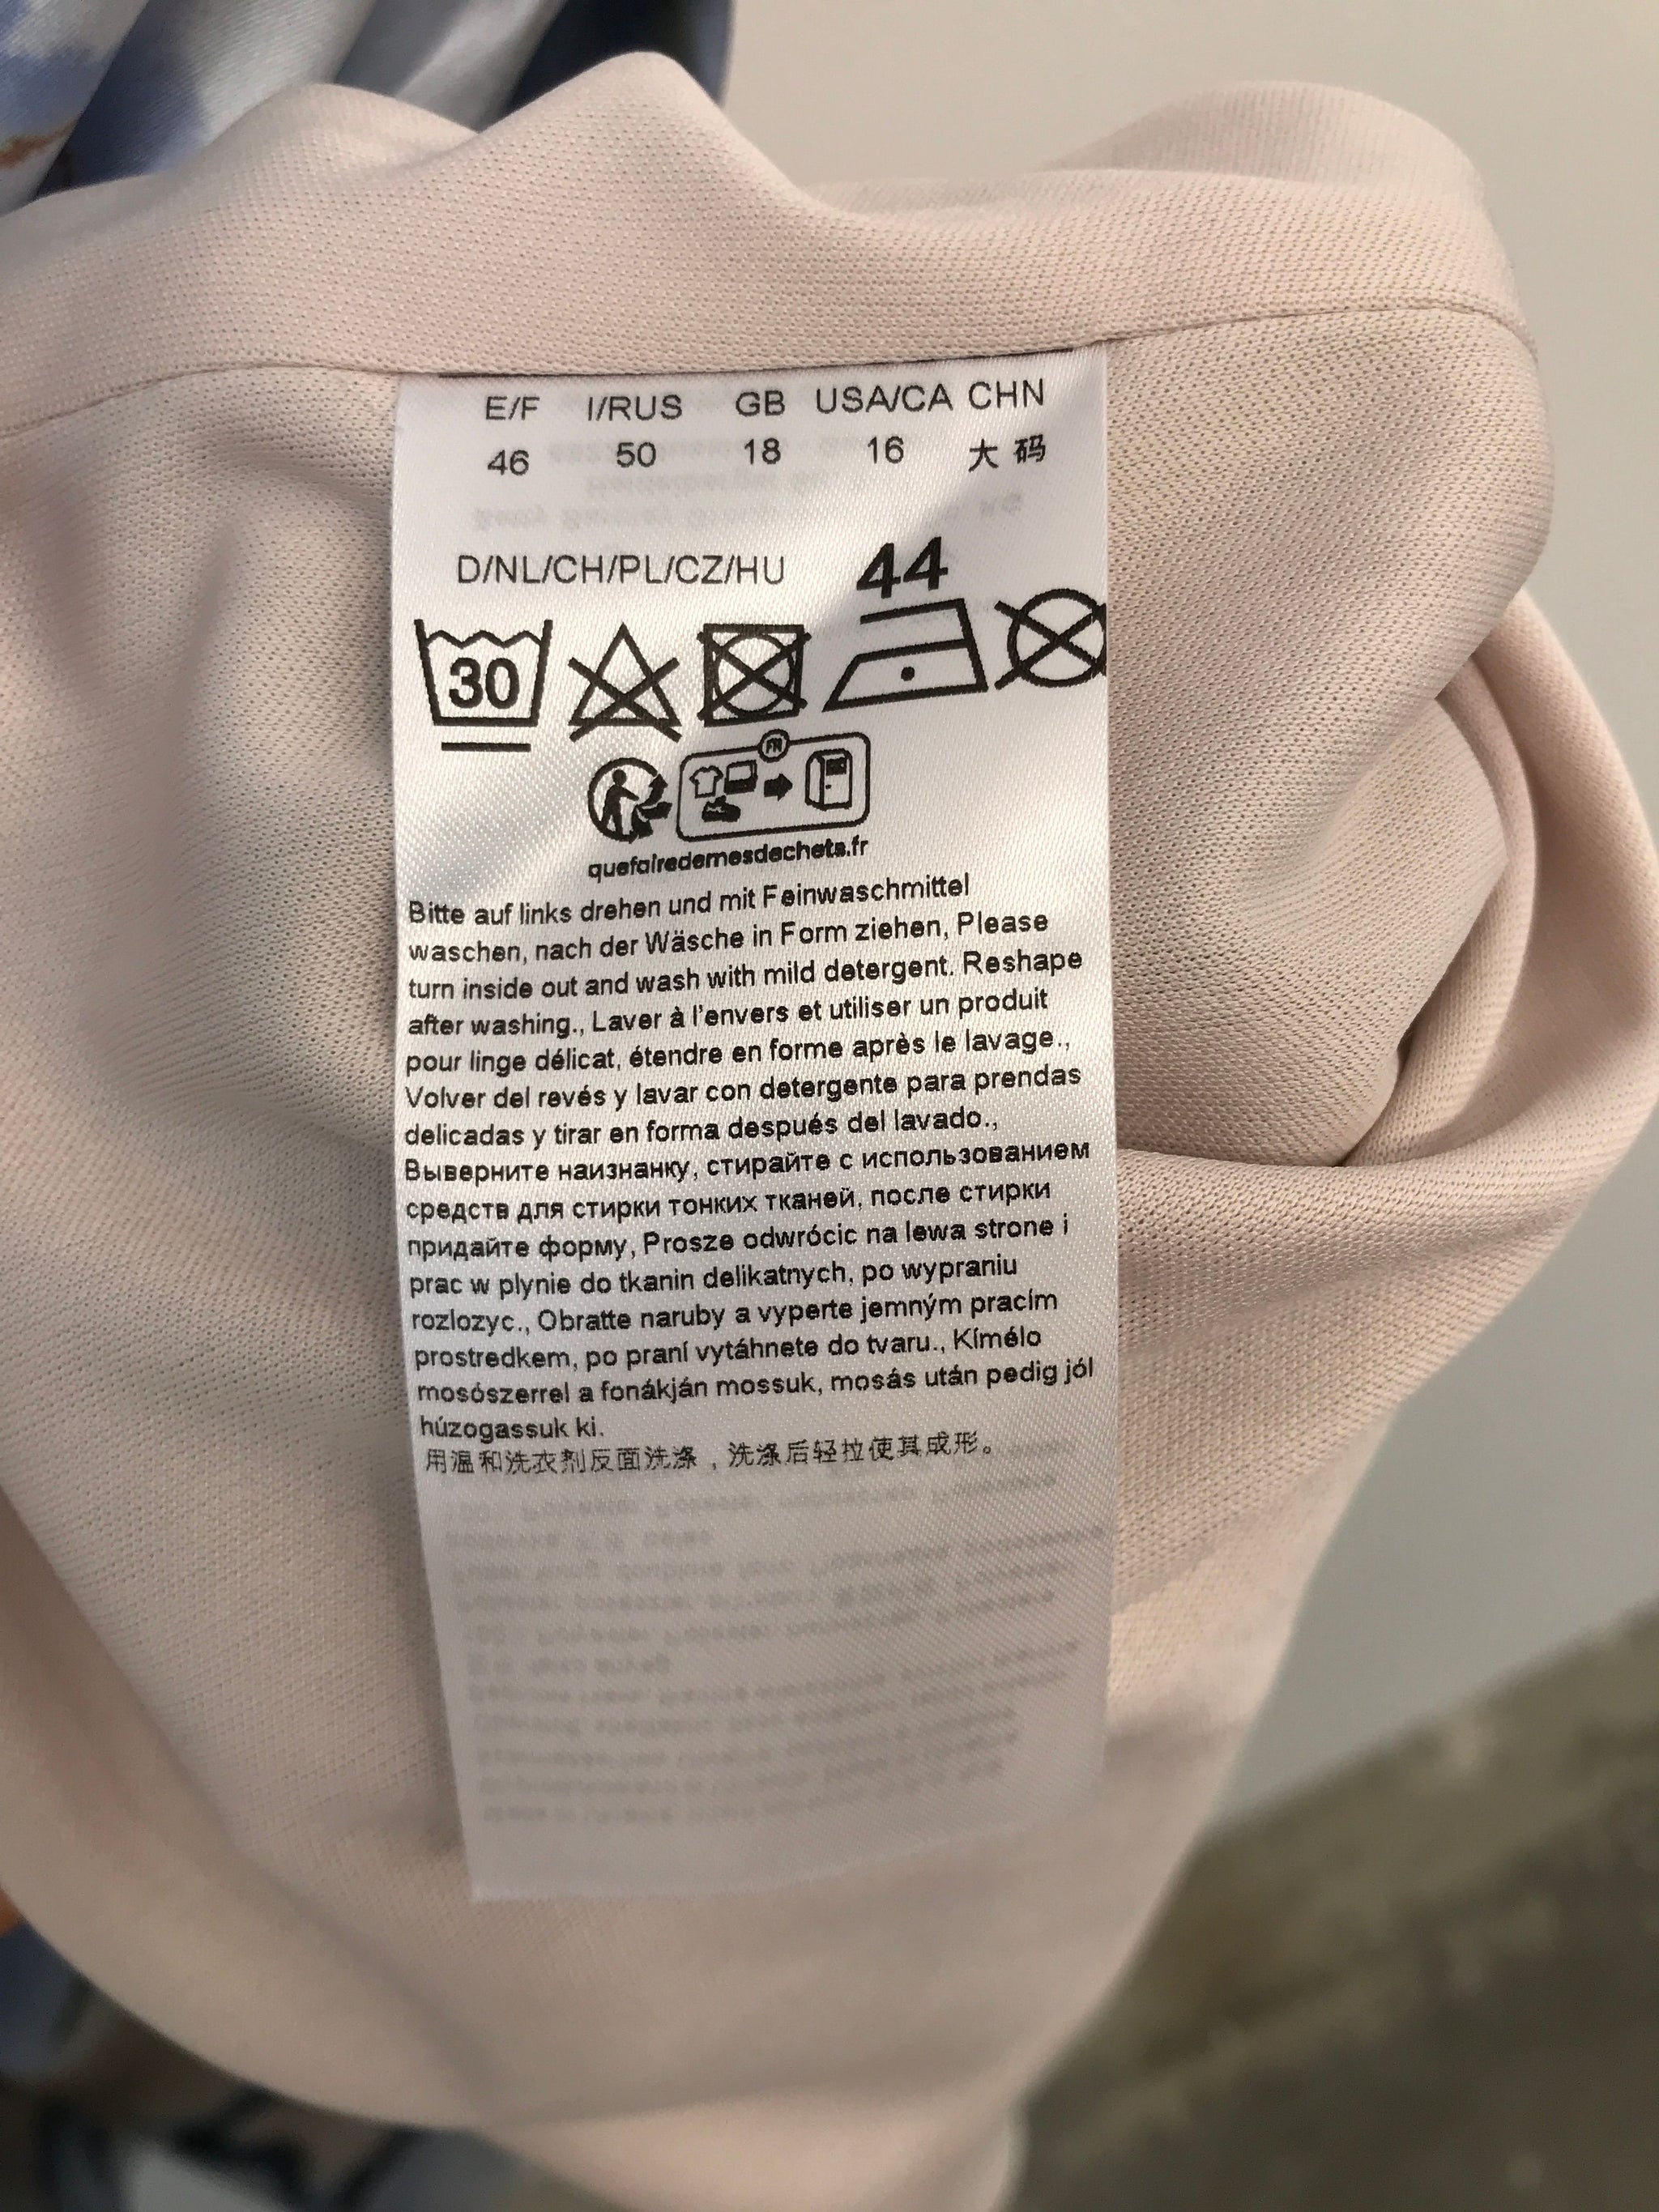 E/F I/RUS GB USA/CA CHN
46 50 18 16 大码
D/NL/CH/PL/CZ/HU 44
30
FR
quefairedemesdechets.fr
Bitte auf links drehen und mit Feinwaschmittel
waschen, nach der Wäsche in Form ziehen, Please
turn inside out and wash with mild detergent. Reshape
after washing., Laver à l'envers et utiliser un produit
pour linge délicat, étendre en forme après le lavage.,
Volver del revés y lavar con detergente para prendas
delicadas y tirar en forma después del lavado.,
Выверните наизнанку, стирайте с использованием
средств для стирки тонких тканей, после стирки
придайте форму, Prosze odwrócic na lewa strone i
prac w plynie do tkanin delikatnych, po wypraniu
rozlozyc., Obratte naruby a vyperte jemným pracím
prostredkem, po praní vytáhnete do tvaru., Kímélo
mosószerrel a fonákján mossuk, mosás után pedig jól
húzogassuk ki.
用温和洗衣剂反面洗涤，洗涤后轻拉使其成形。